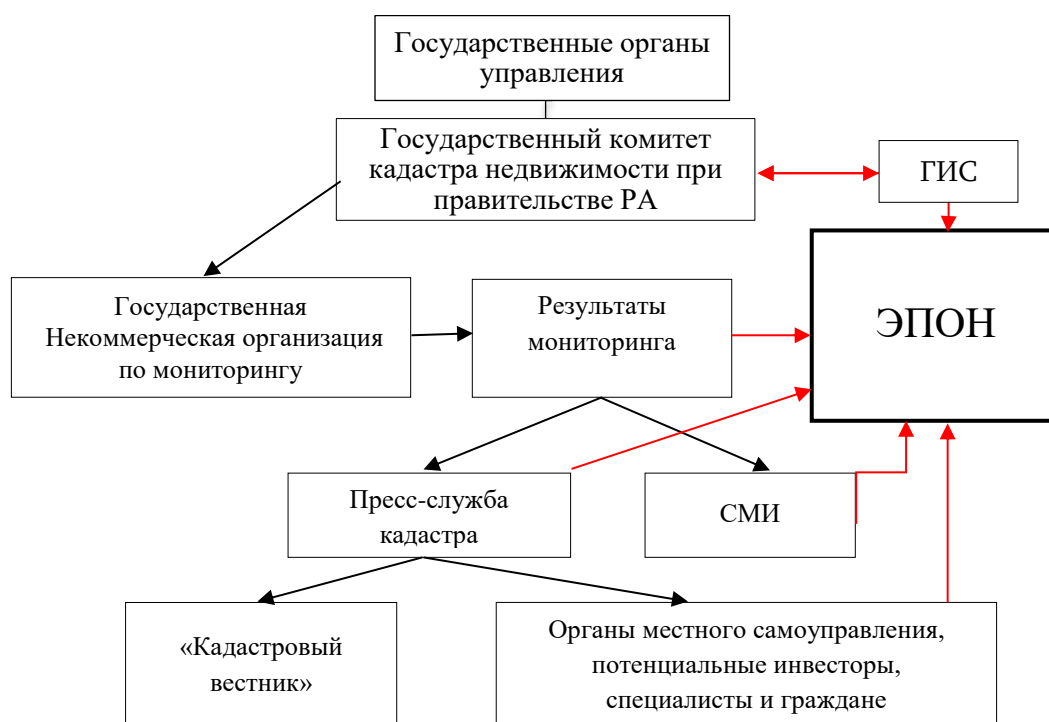 Государственные органы
управления
Государственный комитет
кадастра недвижимости при
правительстве РА
ГИС
ЭПОН
Государственная
Некоммерческая организация
по мониторингу
Результаты
мониторинга
Пресс-служба
кадастра
СМИ
«Кадастровый
вестник»
Органы местного самоуправления,
потенциальные инвесторы,
специалисты и граждане